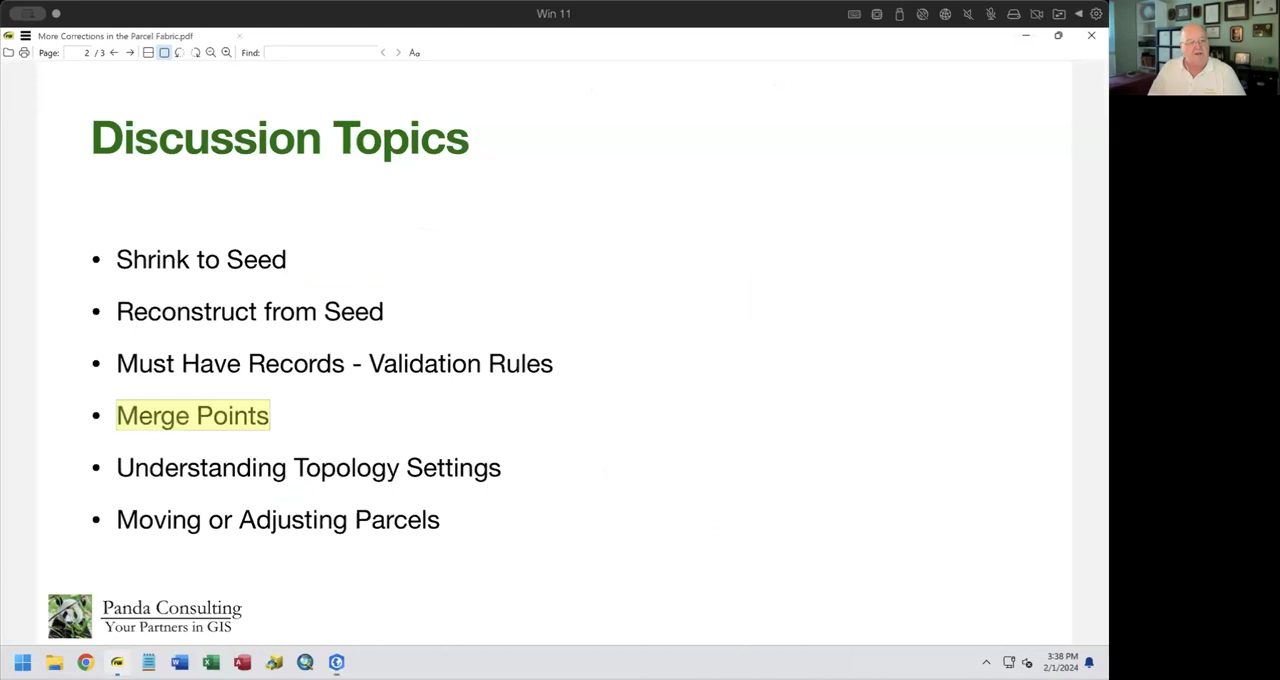 Win 11
More Corrections in the Parcel Fabric.pdf
Page: 2 / 3 Find: Aa
Discussion Topics
• Shrink to Seed
• Reconstruct from Seed
• Must Have Records - Validation Rules
• Merge Points
• Understanding Topology Settings
• Moving or Adjusting Parcels
Panda Consulting
Your Partners in GIS
3:38 PM
2/1/2024